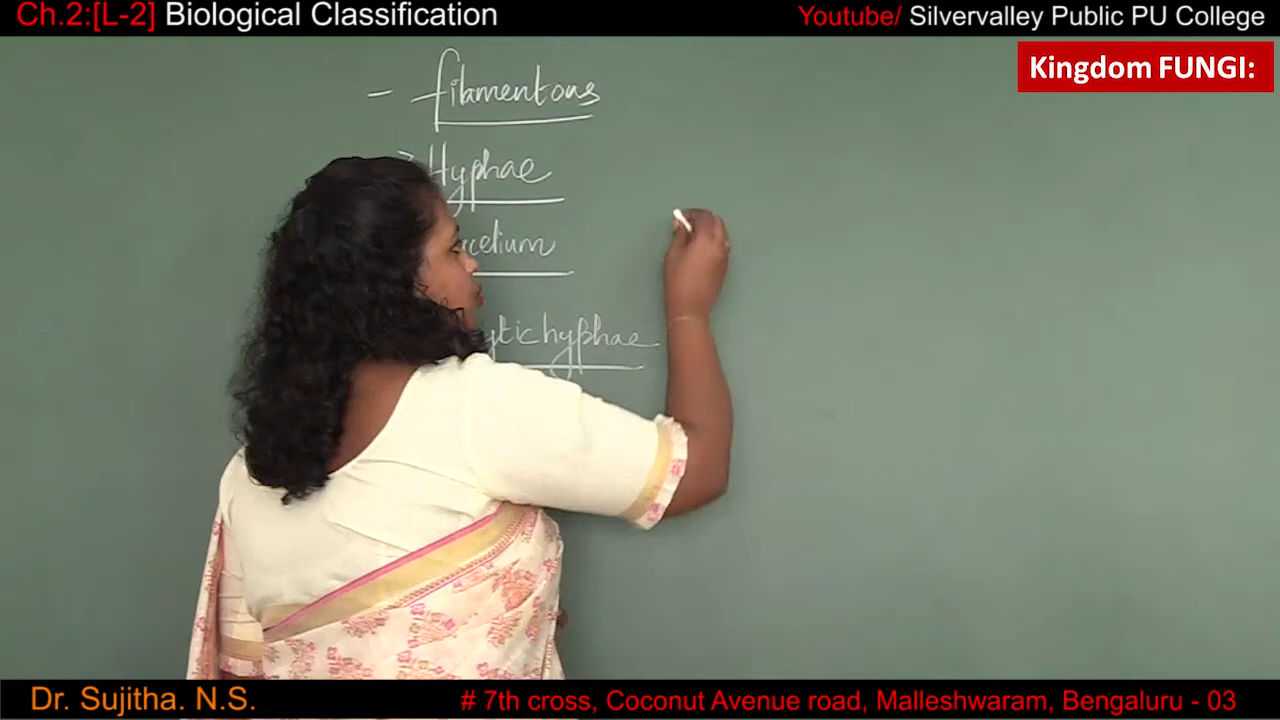 Ch.2:[L-2] Biological Classification
Youtube/ Silvervalley Public PU College
Kingdom FUNGI:
– filamentous
→ Hyphae
hyphae
Dr. Sujitha. N.S.
# 7th cross, Coconut Avenue road, Malleshwaram, Bengaluru - 03